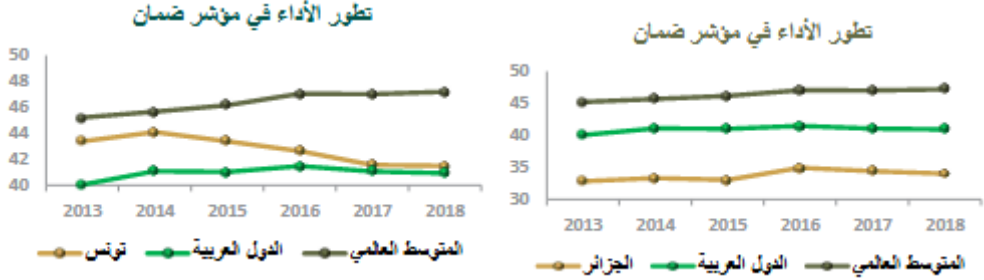 تطور الأداء في مؤشر ضمان
50
48
46
44
42
40
2013 2014 2015 2016 2017 2018
المتوسط العالمي الدول العربية تونس
تطور الأداء في مؤشر ضمان
50
45
40
35
30
2013 2014 2015 2016 2017 2018
المتوسط العالمي الدول العربية الجزائر